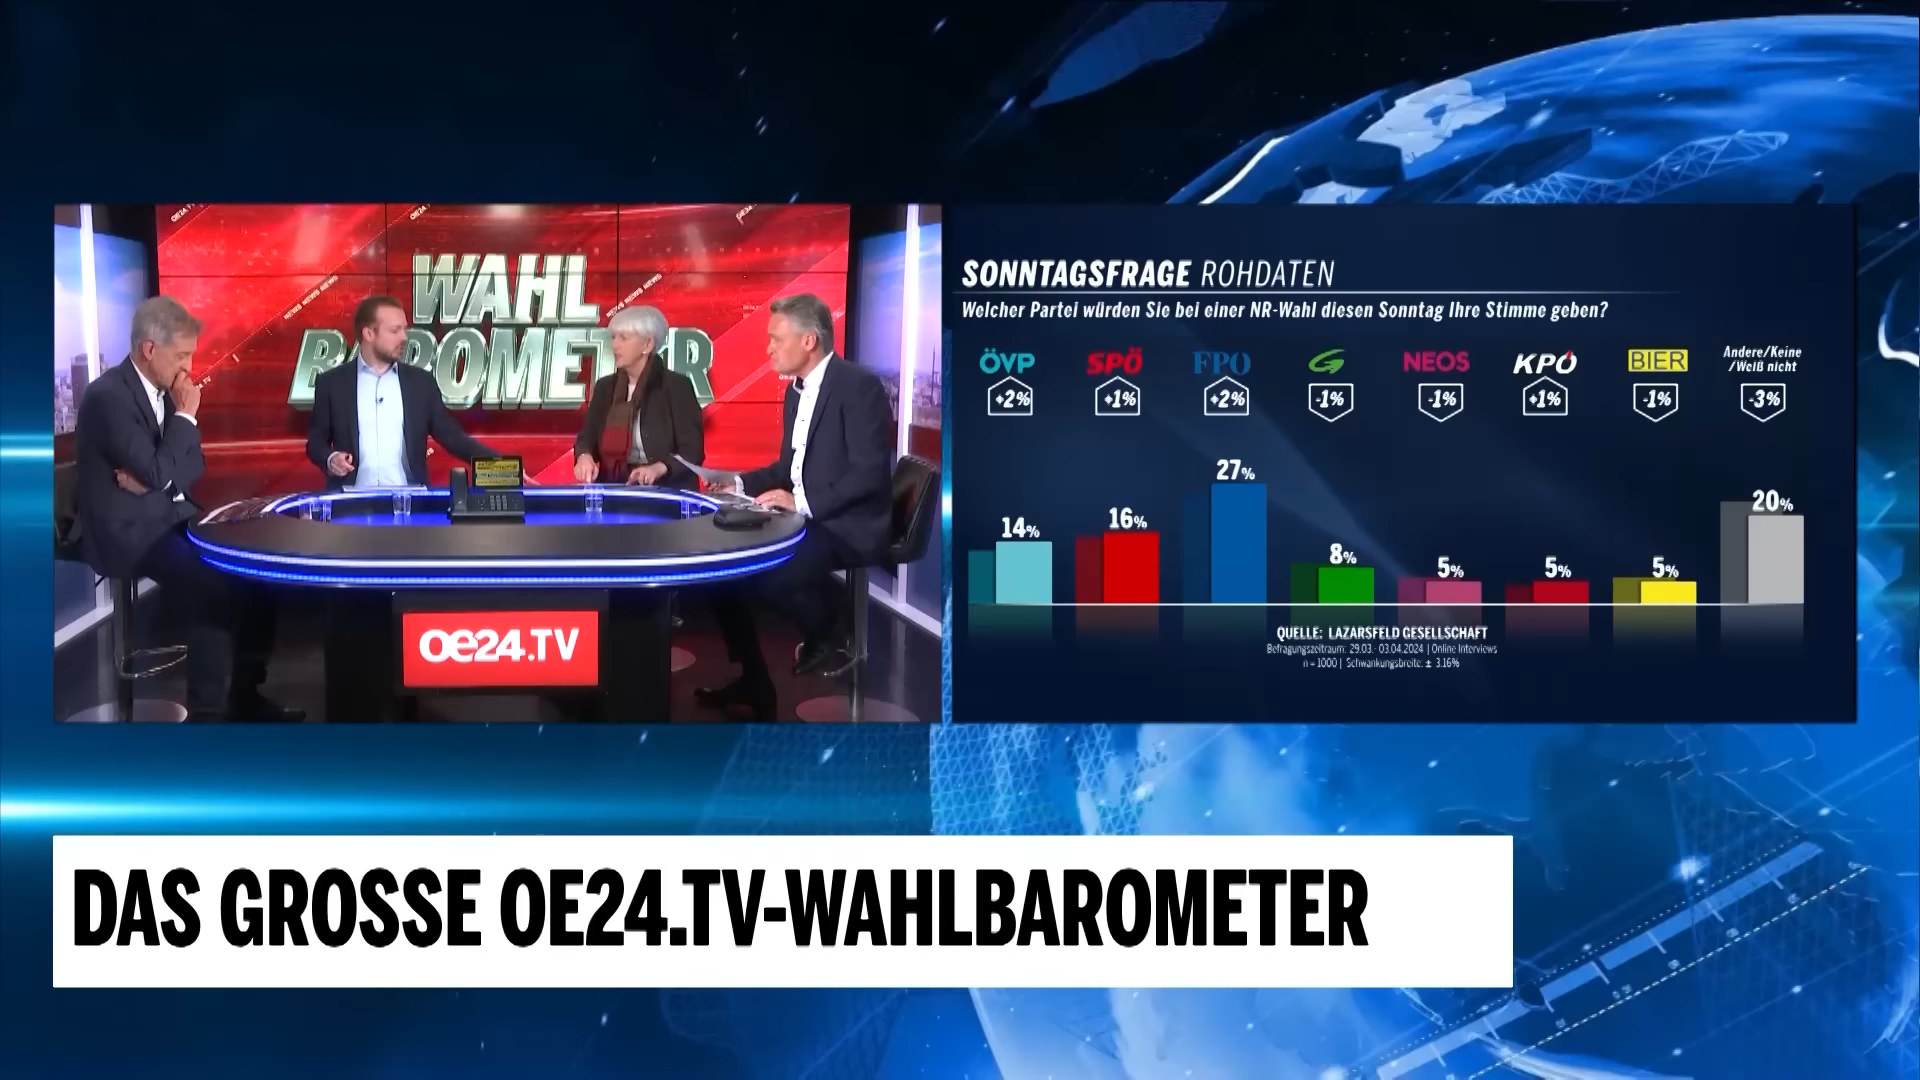 WAHL
BAROMETER
oe24.TV
SONNTAGSFRAGE ROHDATEN
Welcher Partei würden Sie bei einer NR-Wahl diesen Sonntag Ihre Stimme geben?
ÖVP SPÖ FPÖ NEOS KPÖ BIER Andere/Keine
/Weiß nicht
+2% +1% +2% -1% -1% +1% -1% -3%
14% 16% 27% 8% 5% 5% 5% 20%
QUELLE: LAZARSFELD GESELLSCHAFT
Befragungszeitraum: 29.03.- 03.04.2024 | Online Interviews
n = 1000 | Schwankungsbreite: ± 3.16%
DAS GROSSE OE24.TV-WAHLBAROMETER